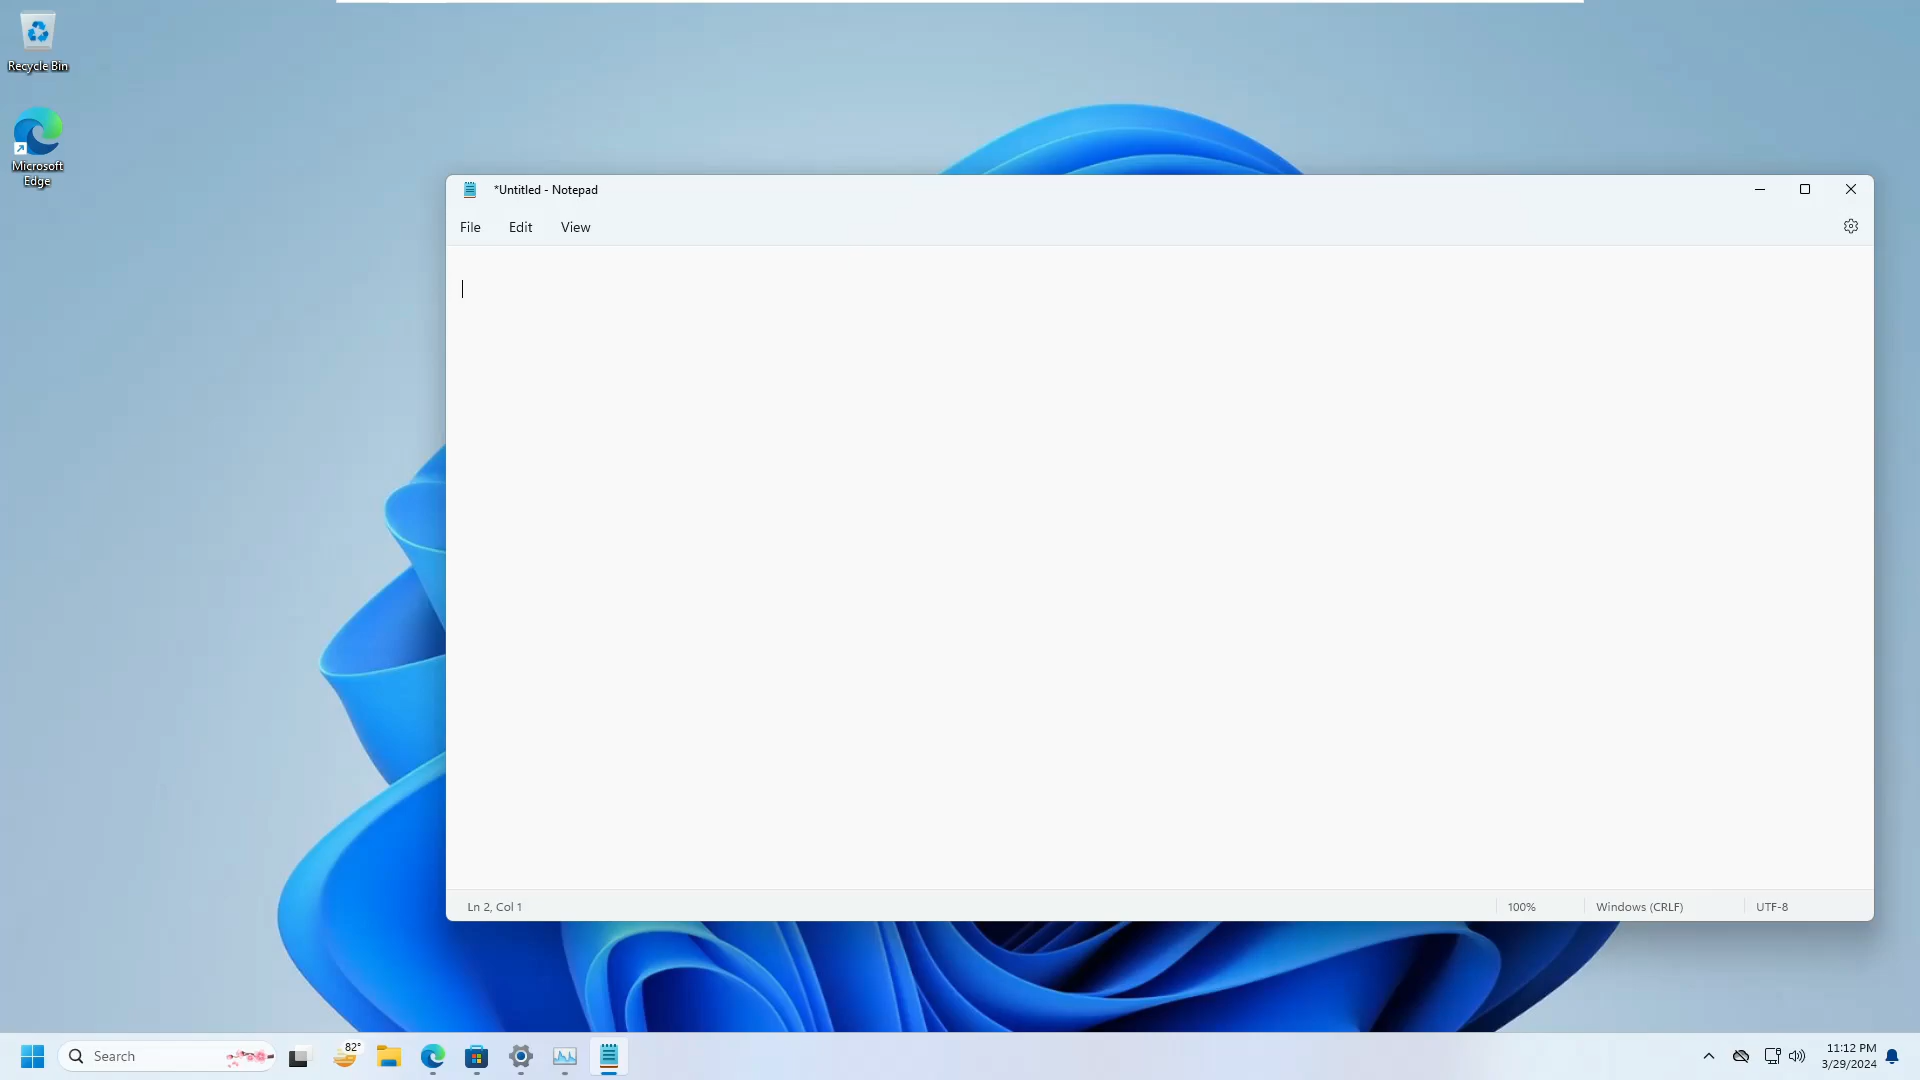 Recycle Bin
Microsoft
Edge
*Untitled - Notepad
File Edit View
Ln 2, Col 1 100% Windows (CRLF) UTF-8
Search 82° 11:12 PM
3/29/2024